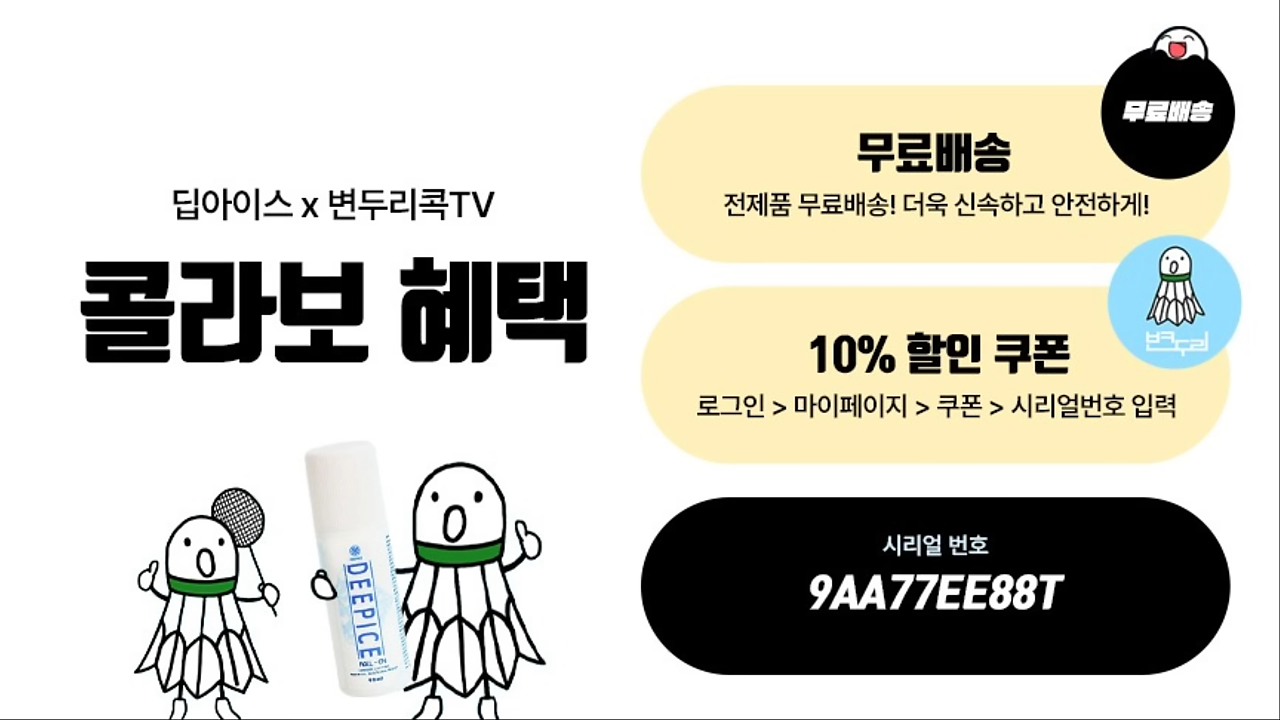 딥아이스 x 변두리콕TV
콜라보 혜택
무료배송
무료배송
전제품 무료배송! 더욱 신속하고 안전하게!
변두리
10% 할인 쿠폰
로그인 > 마이페이지 > 쿠폰 > 시리얼번호 입력
시리얼 번호
9AA77EE88T
DEEPICE
ROLL-ON